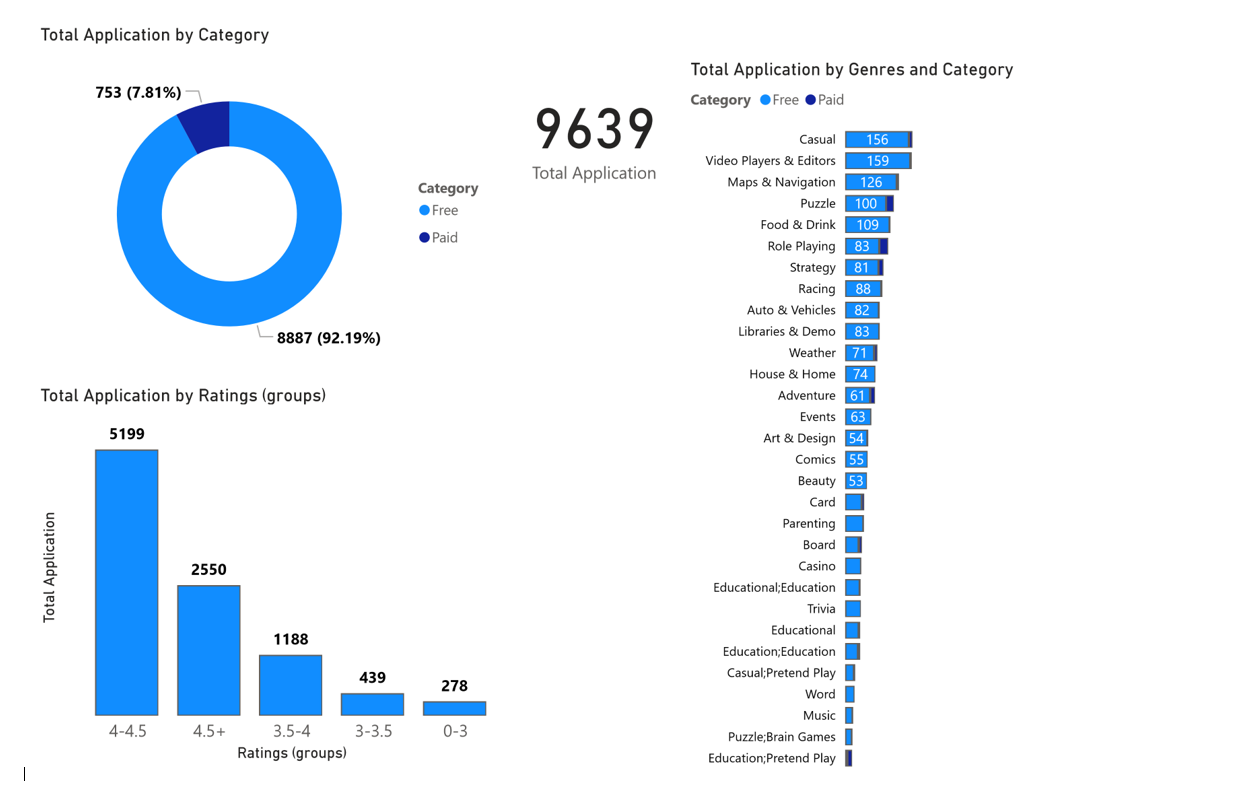 Total Application by Category
753 (7.81%)
8887 (92.19%)
Category
Free
Paid
9639
Total Application
Total Application by Ratings (groups)
Total Application
5199
2550
1188
439
278
4-4.5
4.5+
3.5-4
3-3.5
0-3
Ratings (groups)
Total Application by Genres and Category
Category Free Paid
Casual 156
Video Players & Editors 159
Maps & Navigation 126
Puzzle 100
Food & Drink 109
Role Playing 83
Strategy 81
Racing 88
Auto & Vehicles 82
Libraries & Demo 83
Weather 71
House & Home 74
Adventure 61
Events 63
Art & Design 54
Comics 55
Beauty 53
Card
Parenting
Board
Casino
Educational;Education
Trivia
Educational
Education;Education
Casual;Pretend Play
Word
Music
Puzzle;Brain Games
Education;Pretend Play